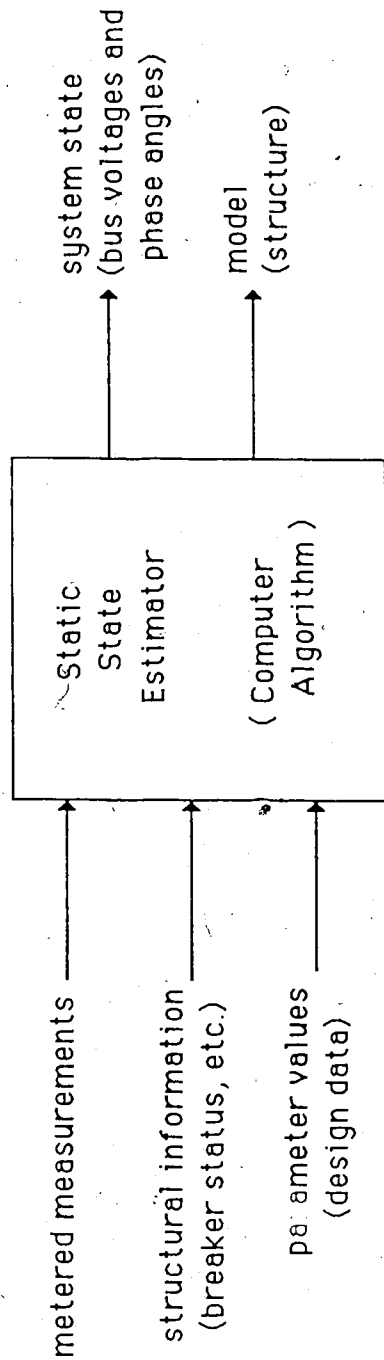 metered measurements
structural information
(breaker status, etc.)
pa ameter values
(design data)
Static
State
Estimator
( Computer
Algorithm )
system state
(bus voltages and
phase angles)
model
(structure)